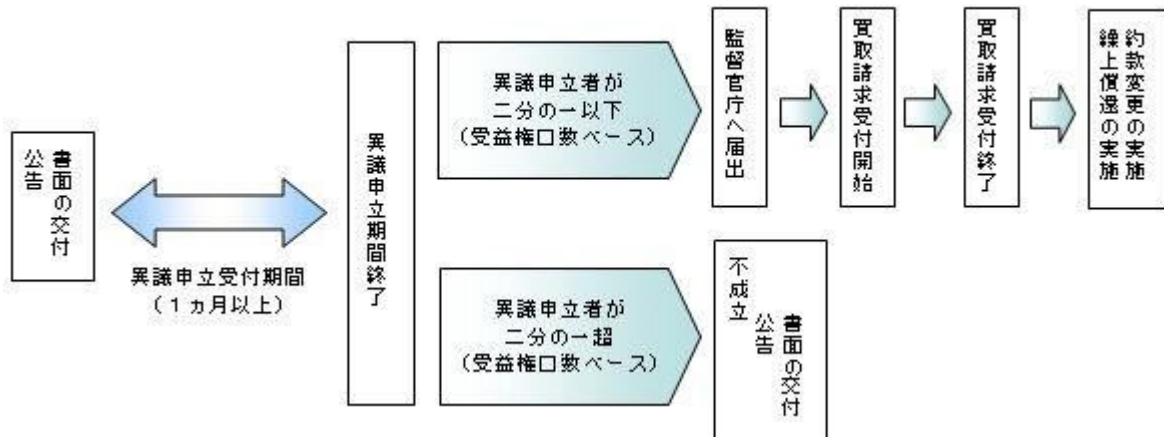 書面の交付
公告
異議申立受付期間
(1ヵ月以上)
異議申立期間終了
異議申立者が
二分の一以下
(受益権口数ベース)
監督官庁へ届出
買取請求受付開始
買取請求受付終了
約款変更の実施
繰上償還の実施
異議申立者が
二分の一超
(受益権口数ベース)
不成立
書面の交付
公告